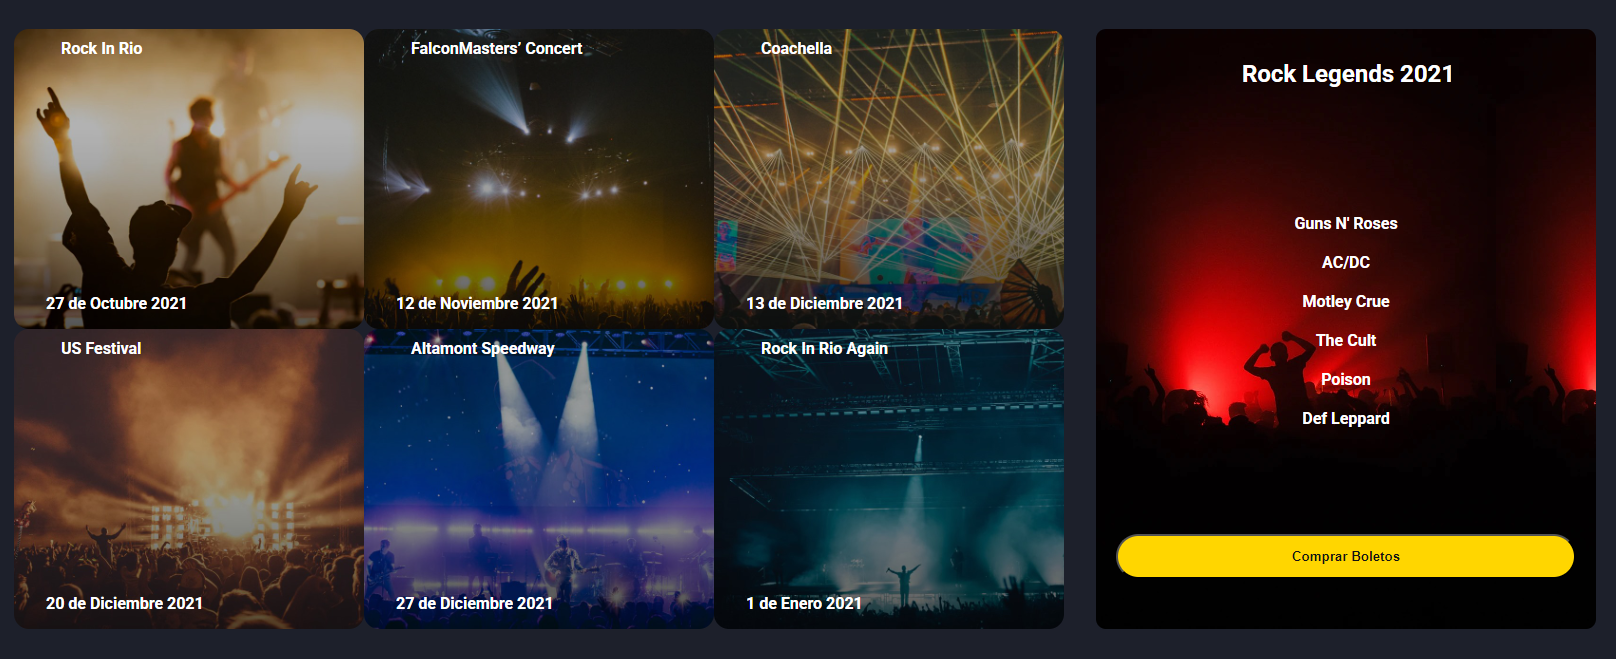 Rock In Rio
27 de Octubre 2021
FalconMasters’ Concert
12 de Noviembre 2021
Coachella
13 de Diciembre 2021
US Festival
20 de Diciembre 2021
Altamont Speedway
27 de Diciembre 2021
Rock In Rio Again
1 de Enero 2021
Rock Legends 2021
Guns N' Roses
AC/DC
Motley Crue
The Cult
Poison
Def Leppard
Comprar Boletos